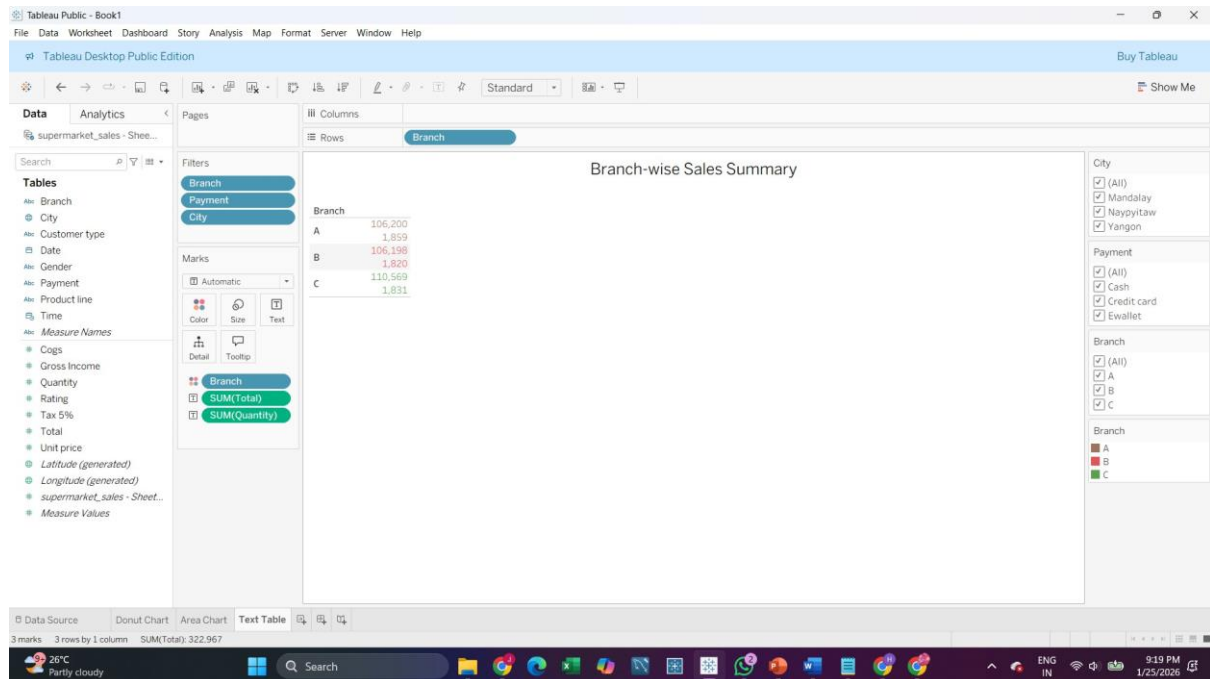 Tableau Public - Book1
File Data Worksheet Dashboard Story Analysis Map Format Server Window Help
Tableau Desktop Public Edition
Buy Tableau
Standard
Show Me
Data Analytics
supermarket_sales - Shee...
Search
Tables
Abc Branch
City
Abc Customer type
Date
Abc Gender
Abc Payment
Abc Product line
Time
Abc Measure Names
Cogs
Gross Income
Quantity
Rating
Tax 5%
Total
Unit price
Latitude (generated)
Longitude (generated)
supermarket_sales - Sheet...
Measure Values
Pages
Filters
Branch
Payment
City
Marks
Automatic
Color Size Text
Detail Tooltip
Branch
SUM(Total)
SUM(Quantity)
Columns
Rows Branch
Branch-wise Sales Summary
Branch
A 106,200
1,859
B 106,198
1,820
C 110,569
1,831
City
(All)
Mandalay
Naypyitaw
Yangon
Payment
(All)
Cash
Credit card
Ewallet
Branch
(All)
A
B
C
Branch
A
B
C
Data Source Donut Chart Area Chart Text Table
3 marks 3 rows by 1 column SUM(Total): 322,967
26°C
Partly cloudy
Search
ENG
IN
9:19 PM
1/25/2026